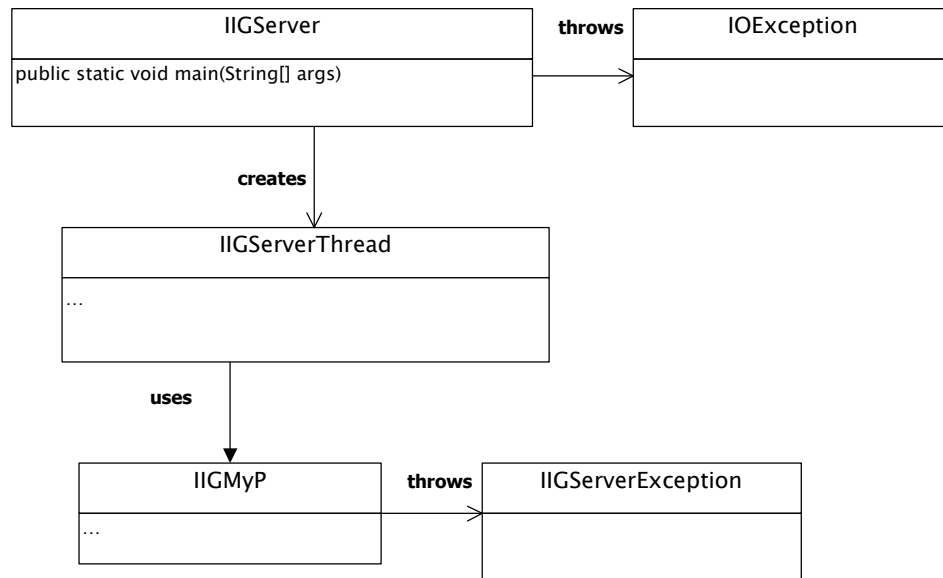 IIGServer
throws
IOException
public static void main(String[] args)
creates
IIGServerThread
...
uses
IIGMyP
throws
IIGServerException
...